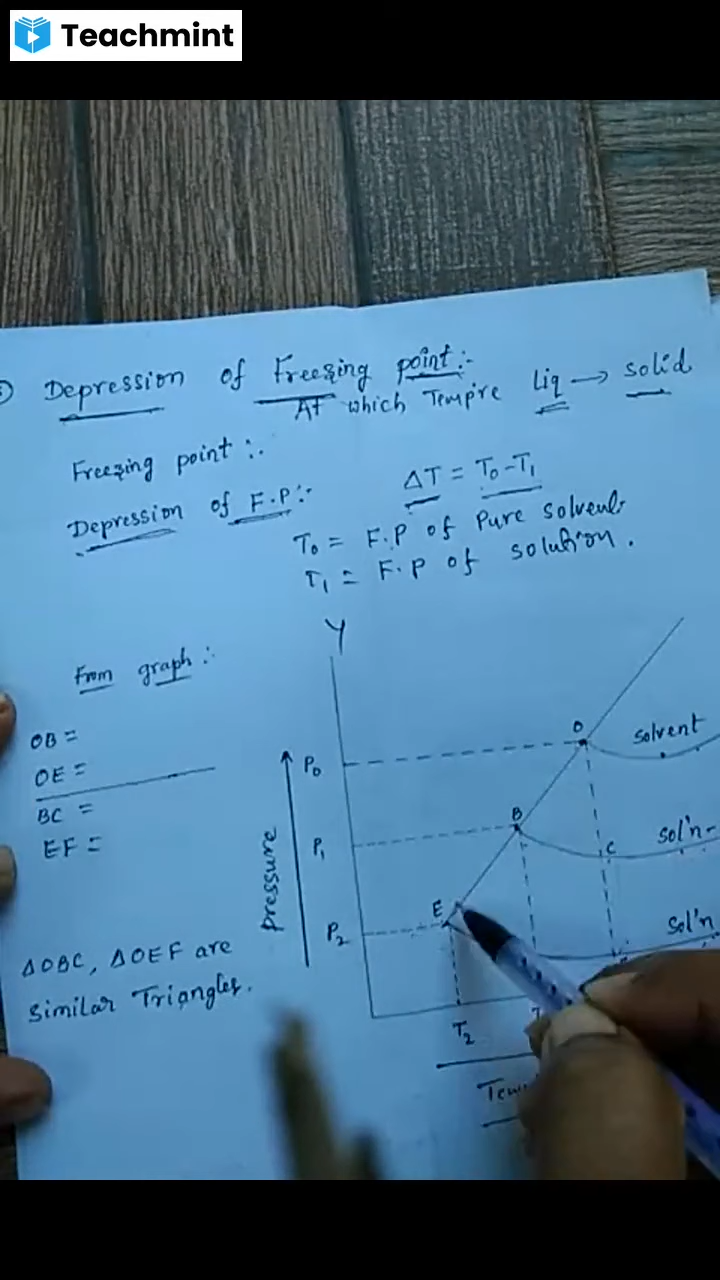 Teachmint
Depression of Freezing point :-
At which Tempre Liq → solid
Freezing point :.
Depression of F.P :-
ΔT = T₀-T₁
T₀ = F.P of Pure solvent
T₁ = F.P of solution.
From graph :-
OB =
OE =
BC =
EF =
ΔOBC, ΔOEF are
similar Triangles.
Y
pressure
P₀
P₁
P₂
O
B
C
E
solvent
sol'n-
sol'n
T₂